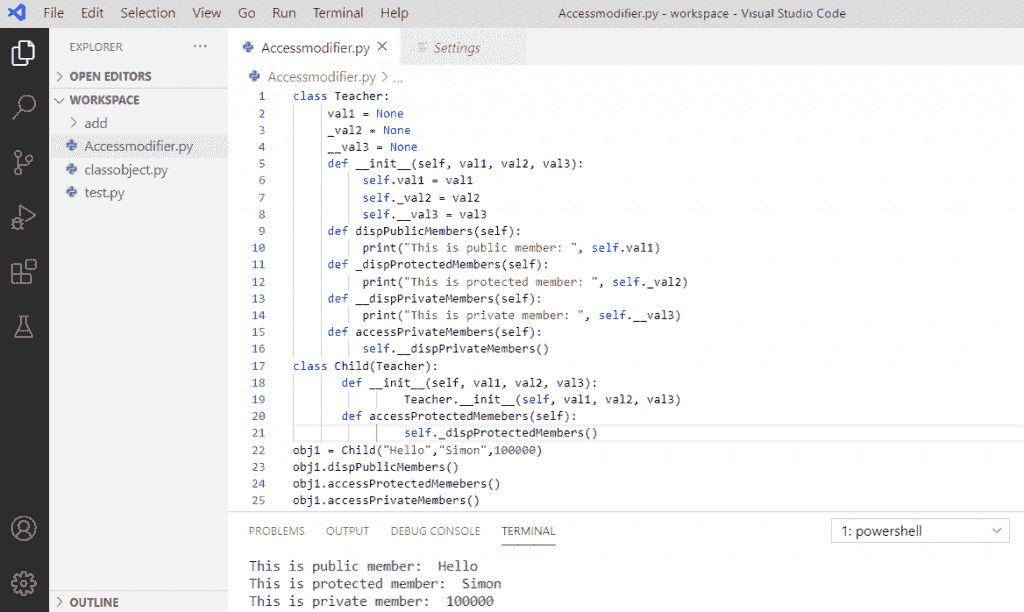 File Edit Selection View Go Run Terminal Help Accessmodifier.py - workspace - Visual Studio Code
EXPLORER ...
OPEN EDITORS
WORKSPACE
add
Accessmodifier.py
classobject.py
test.py
OUTLINE
Accessmodifier.py Settings
Accessmodifier.py > ...
1 class Teacher:
2 val1 = None
3 _val2 = None
4 __val3 = None
5 def __init__(self, val1, val2, val3):
6 self.val1 = val1
7 self._val2 = val2
8 self.__val3 = val3
9 def dispPublicMembers(self):
10 print("This is public member: ", self.val1)
11 def _dispProtectedMembers(self):
12 print("This is protected member: ", self._val2)
13 def __dispPrivateMembers(self):
14 print("This is private member: ", self.__val3)
15 def accessPrivateMembers(self):
16 self.__dispPrivateMembers()
17 class Child(Teacher):
18 def __init__(self, val1, val2, val3):
19 Teacher.__init__(self, val1, val2, val3)
20 def accessProtectedMemebers(self):
21 self._dispProtectedMembers()
22 obj1 = Child("Hello","Simon",100000)
23 obj1.dispPublicMembers()
24 obj1.accessProtectedMemebers()
25 obj1.accessPrivateMembers()
PROBLEMS OUTPUT DEBUG CONSOLE TERMINAL 1: powershell
This is public member:  Hello
This is protected member:  Simon
This is private member:  100000